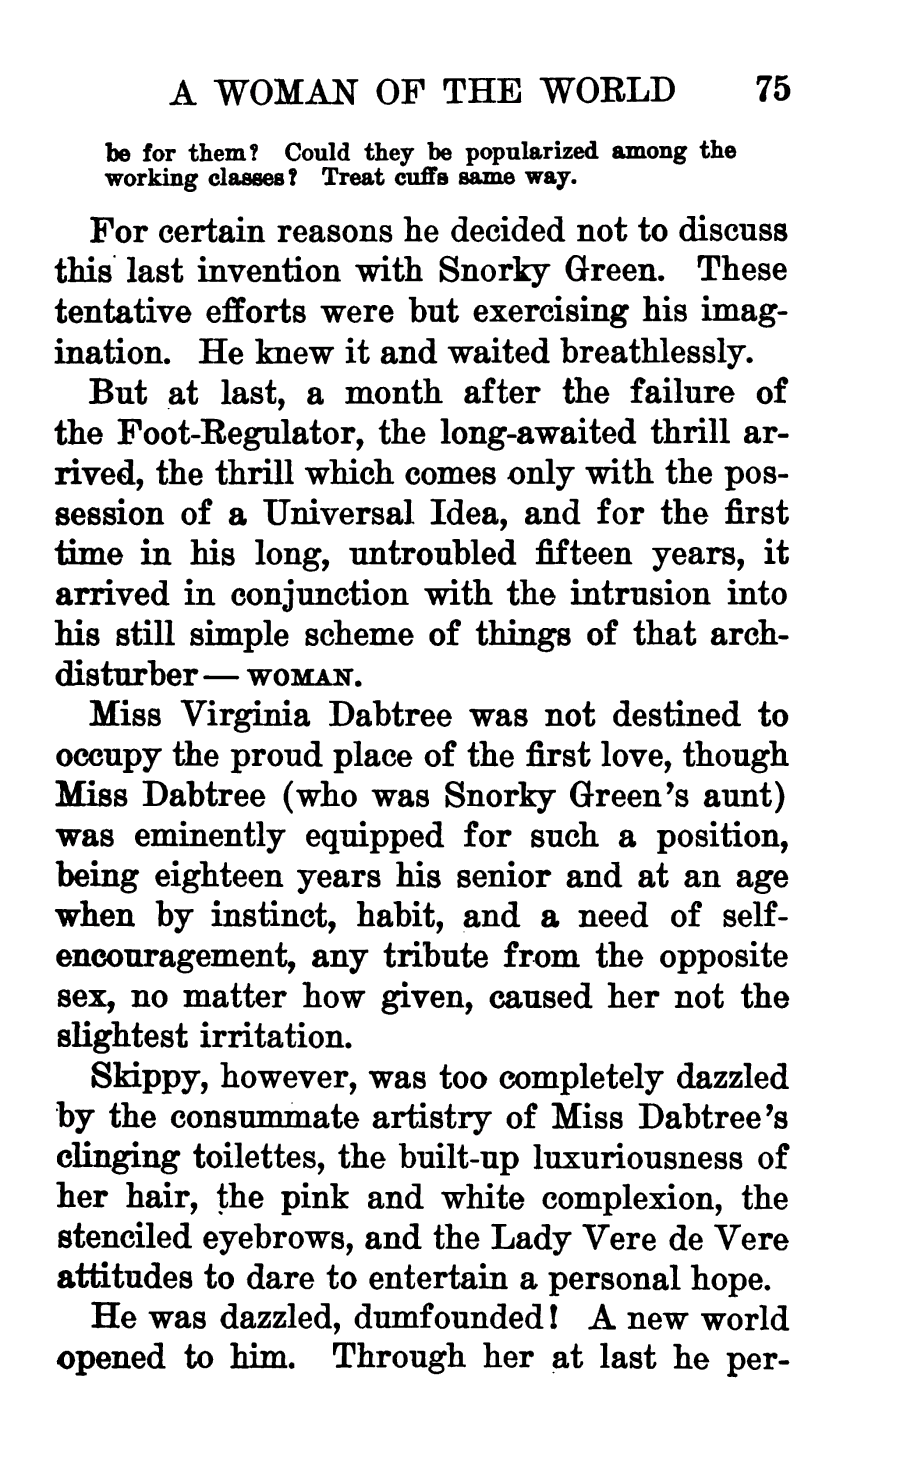 A WOMAN OF THE WORLD 75
be for them? Could they be popularized among the
working classes? Treat cuffs same way.
For certain reasons he decided not to discuss
this last invention with Snorky Green. These
tentative efforts were but exercising his imag-
ination. He knew it and waited breathlessly.
But at last, a month after the failure of
the Foot-Regulator, the long-awaited thrill ar-
rived, the thrill which comes only with the pos-
session of a Universal Idea, and for the first
time in his long, untroubled fifteen years, it
arrived in conjunction with the intrusion into
his still simple scheme of things of that arch-
disturber—WOMAN.
Miss Virginia Dabtree was not destined to
occupy the proud place of the first love, though
Miss Dabtree (who was Snorky Green's aunt)
was eminently equipped for such a position,
being eighteen years his senior and at an age
when by instinct, habit, and a need of self-
encouragement, any tribute from the opposite
sex, no matter how given, caused her not the
slightest irritation.
Skippy, however, was too completely dazzled
by the consummate artistry of Miss Dabtree's
clinging toilettes, the built-up luxuriousness of
her hair, the pink and white complexion, the
stenciled eyebrows, and the Lady Vere de Vere
attitudes to dare to entertain a personal hope.
He was dazzled, dumfounded! A new world
opened to him. Through her at last he per-